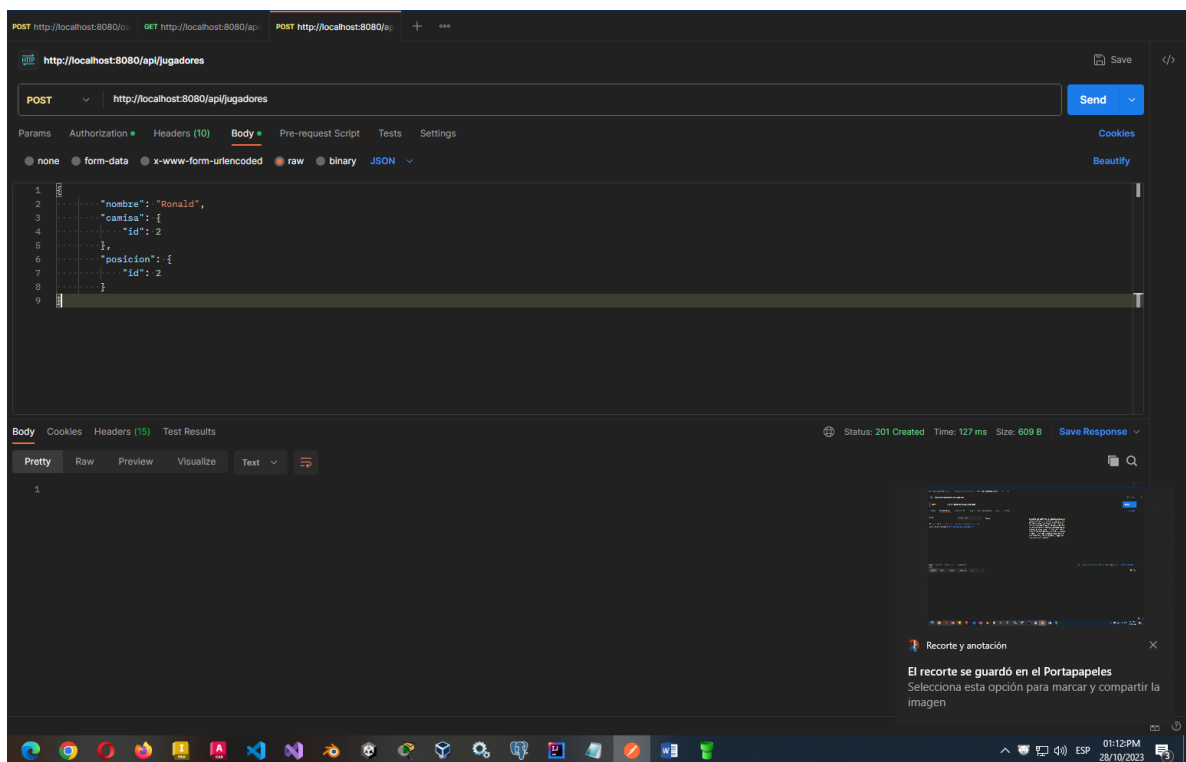 POST http://localhost:8080/oa GET http://localhost:8080/api POST http://localhost:8080/ap
HTTP http://localhost:8080/api/jugadores Save
POST http://localhost:8080/api/jugadores Send
Params Authorization Headers (10) Body Pre-request Script Tests Settings Cookies
none form-data x-www-form-urlencoded raw binary JSON Beautify
1 {
2 "nombre": "Ronald",
3 "camisa": {
4 "id": 2
5 },
6 "posicion": {
7 "id": 2
8 }
9 }
Body Cookies Headers (15) Test Results Status: 201 Created Time: 127 ms Size: 609 B Save Response
Pretty Raw Preview Visualize Text
1
Recorte y anotación
El recorte se guardó en el Portapapeles
Selecciona esta opción para marcar y compartir la
imagen
ESP 01:12:PM
28/10/2023